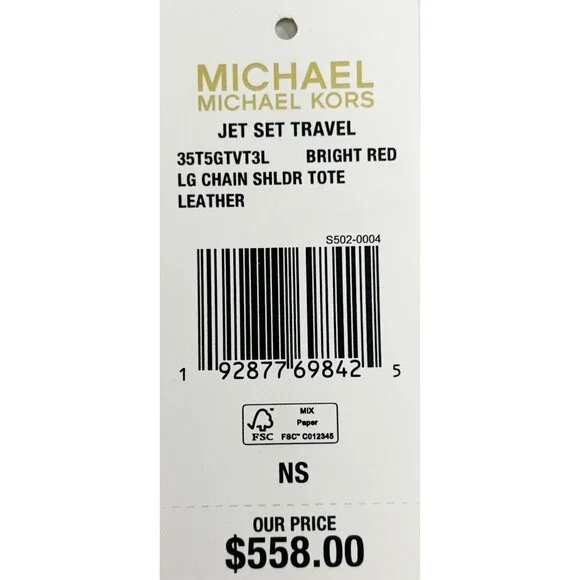 MICHAEL
MICHAEL KORS
JET SET TRAVEL
35T5GTVT3L BRIGHT RED
LG CHAIN SHLDR TOTE
LEATHER
S502-0004
1 92877 69842 5
FSC
MIX
Paper
FSC™ C012345
NS
OUR PRICE
$558.00